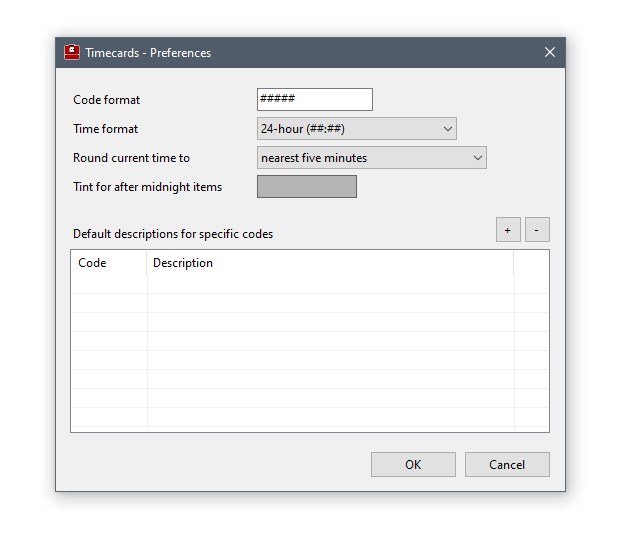 Timecards - Preferences
Code format #####
Time format 24-hour (##:##)
Round current time to nearest five minutes
Tint for after midnight items
Default descriptions for specific codes + -
Code Description
OK Cancel